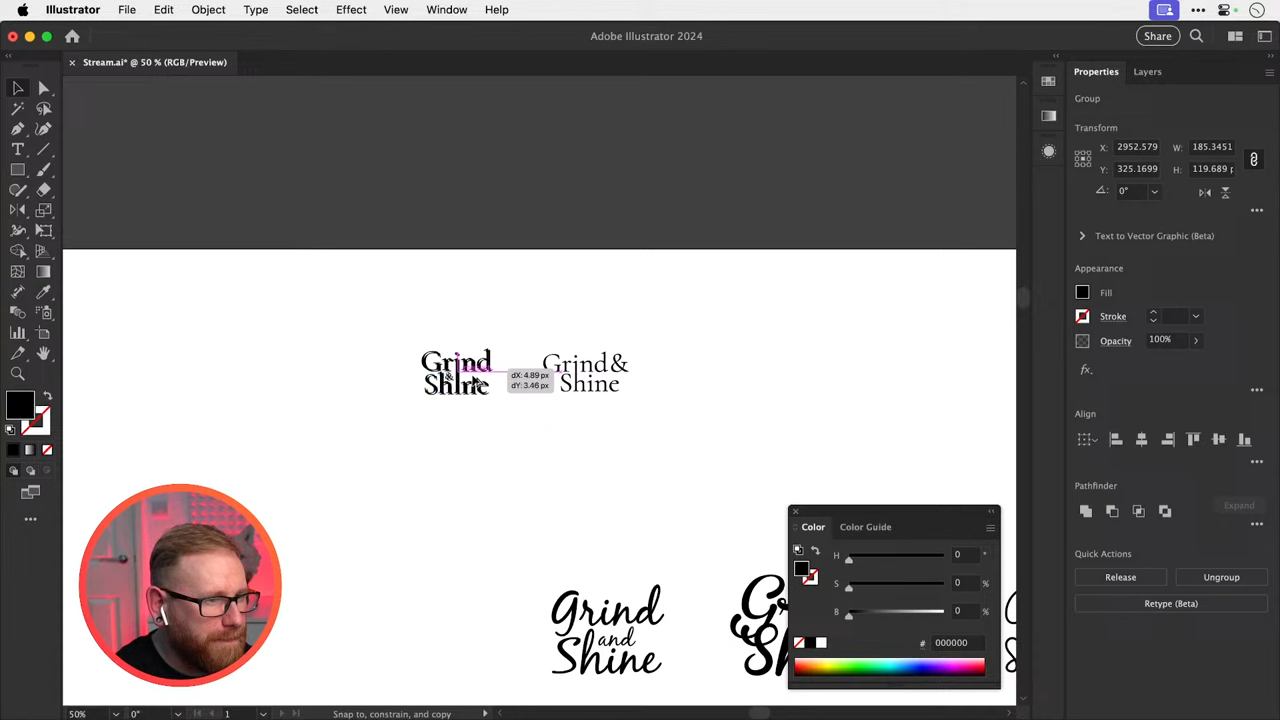 Illustrator File Edit Object Type Select Effect View Window Help
Adobe Illustrator 2024
Share
Stream.ai* @ 50 % (RGB/Preview)
Properties Layers
Group
Transform
X: 2952.579 W: 185.3451
Y: 325.1699 H: 119.689 p
0°
Text to Vector Graphic (Beta)
Appearance
Fill
Stroke
Opacity 100%
fx
Align
Pathfinder
Expand
Quick Actions
Release Ungroup
Retype (Beta)
Grind
&
Shine
dX: 4.89 px
dY: 3.46 px
Grind &
Shine
Grind
and
Shine
Color Color Guide
H 0 °
S 0 %
B 0 %
# 000000
50% 0° 1 Snap to, constrain, and copy